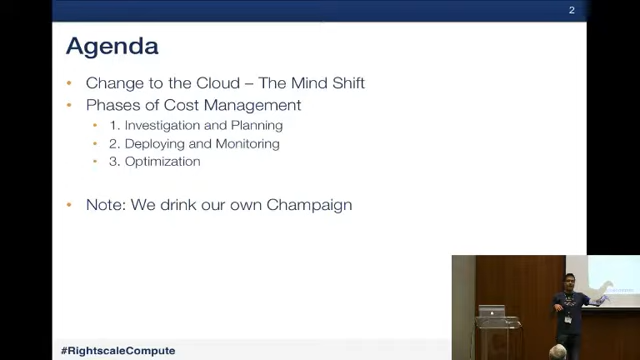 2
Agenda
• Change to the Cloud – The Mind Shift
• Phases of Cost Management
• 1. Investigation and Planning
• 2. Deploying and Monitoring
• 3. Optimization
• Note: We drink our own Champaign
#RightscaleCompute